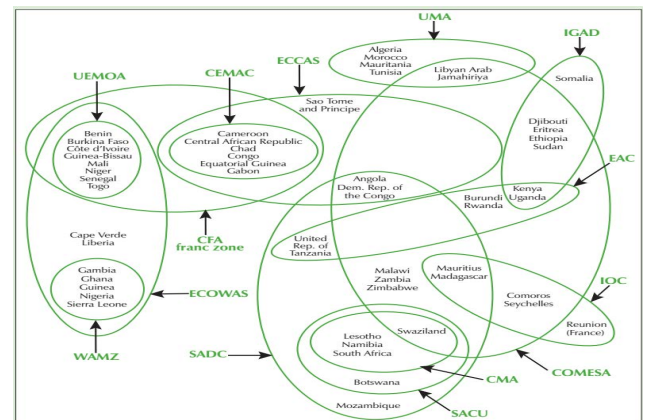 UMA
IGAD
ECCAS
CEMAC
UEMOA
Algeria
Morocco
Mauritania
Tunisia
Libyan Arab
Jamahiriya
Somalia
Sao Tome
and Principe
Benin
Burkina Faso
Côte d'Ivoire
Guinea-Bissau
Mali
Niger
Senegal
Togo
Cameroon
Central African Republic
Chad
Congo
Equatorial Guinea
Gabon
Djibouti
Eritrea
Ethiopia
Sudan
EAC
Angola
Dem. Rep. of
the Congo
Kenya
Uganda
Burundi
Rwanda
CFA
franc zone
United
Rep. of
Tanzania
Cape Verde
Liberia
Gambia
Ghana
Guinea
Nigeria
Sierra Leone
ECOWAS
Malawi
Zambia
Zimbabwe
Mauritius
Madagascar
IOC
Comoros
Seychelles
Reunion
(France)
WAMZ
SADC
Lesotho
Namibia
South Africa
Swaziland
CMA
COMESA
Botswana
Mozambique
SACU